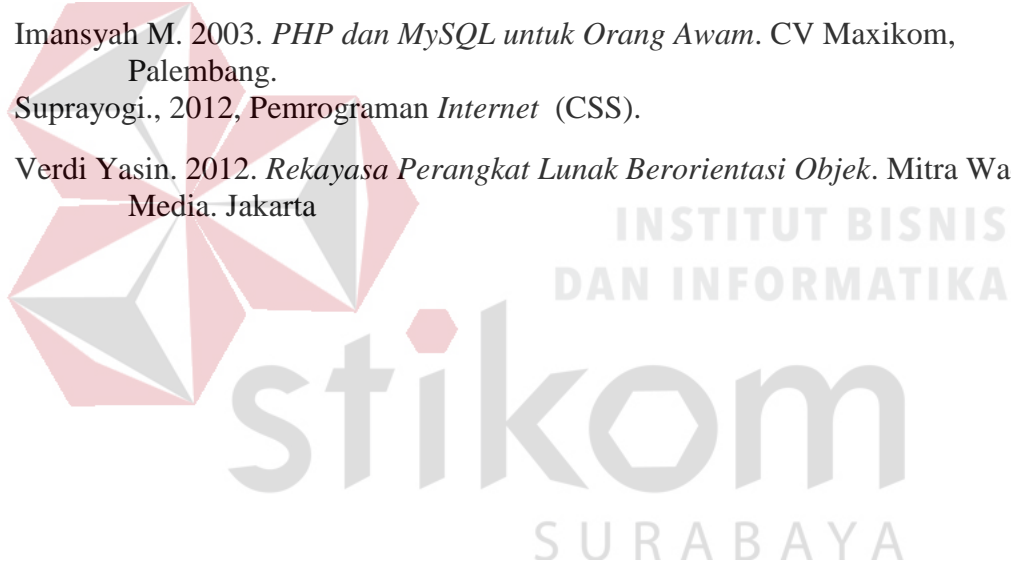 Imansyah M. 2003. PHP dan MySQL untuk Orang Awam. CV Maxikom,
Palembang.
Suprayogi., 2012, Pemrograman Internet (CSS).
Verdi Yasin. 2012. Rekayasa Perangkat Lunak Berorientasi Objek. Mitra Wa
Media. Jakarta
INSTITUT BISNIS
DAN INFORMATIKA
stikom
SURABAYA